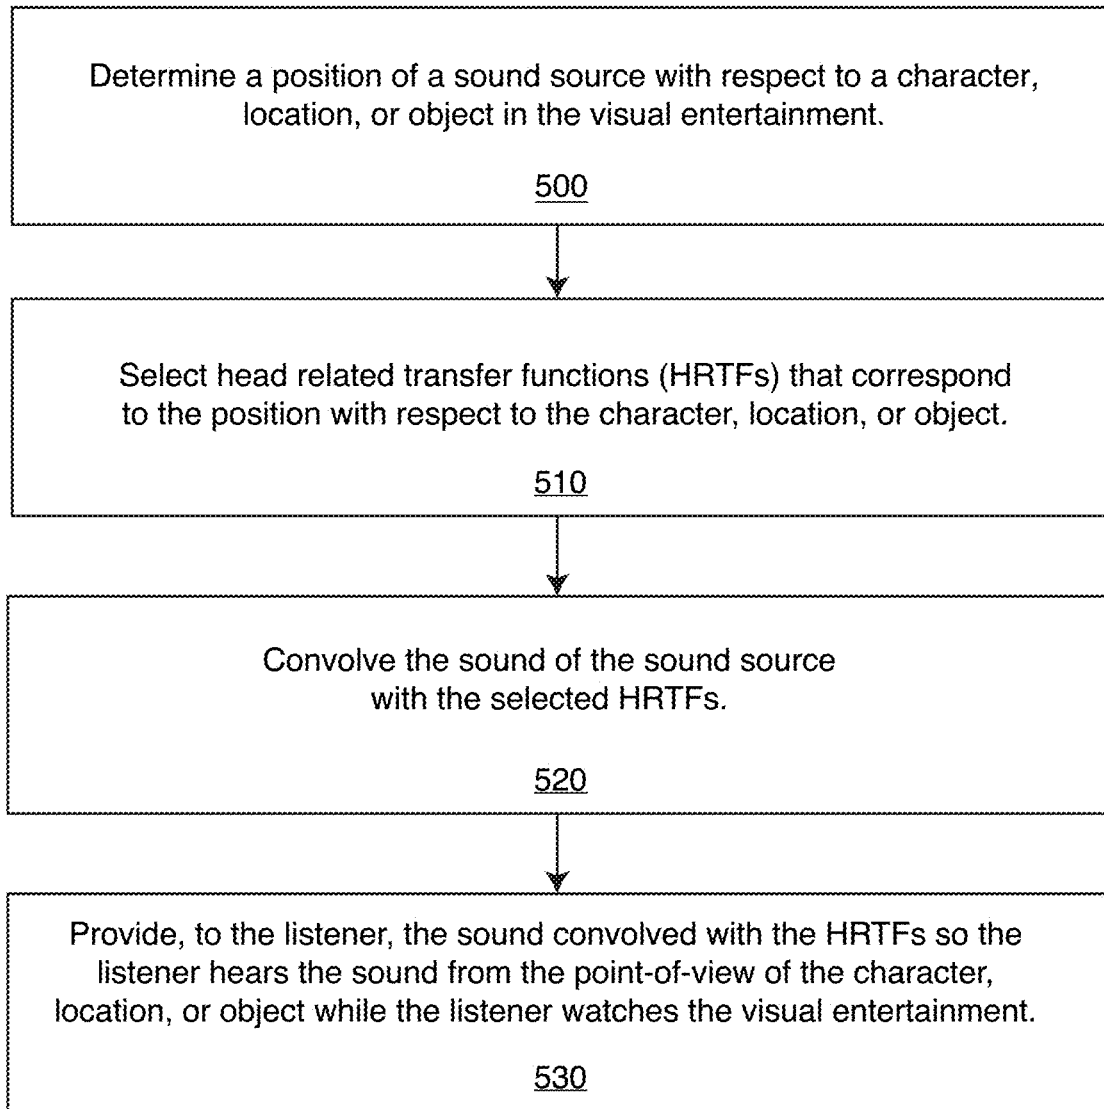 Determine a position of a sound source with respect to a character,
location, or object in the visual entertainment.
500
Select head related transfer functions (HRTFs) that correspond
to the position with respect to the character, location, or object.
510
Convolve the sound of the sound source
with the selected HRTFs.
520
Provide, to the listener, the sound convolved with the HRTFs so the
listener hears the sound from the point-of-view of the character,
location, or object while the listener watches the visual entertainment.
530